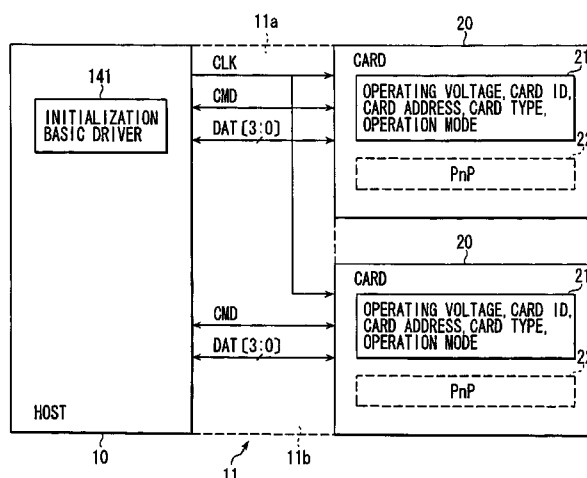 11a
20
CLK
CARD
21
141
OPERATING VOLTAGE, CARD ID,
CARD ADDRESS, CARD TYPE,
OPERATION MODE
CMD
INITIALIZATION
BASIC DRIVER
DAT [3:0]
22
PnP
20
CARD
21
OPERATING VOLTAGE, CARD ID,
CARD ADDRESS, CARD TYPE,
OPERATION MODE
CMD
DAT [3:0]
22
PnP
HOST
10
11
11b